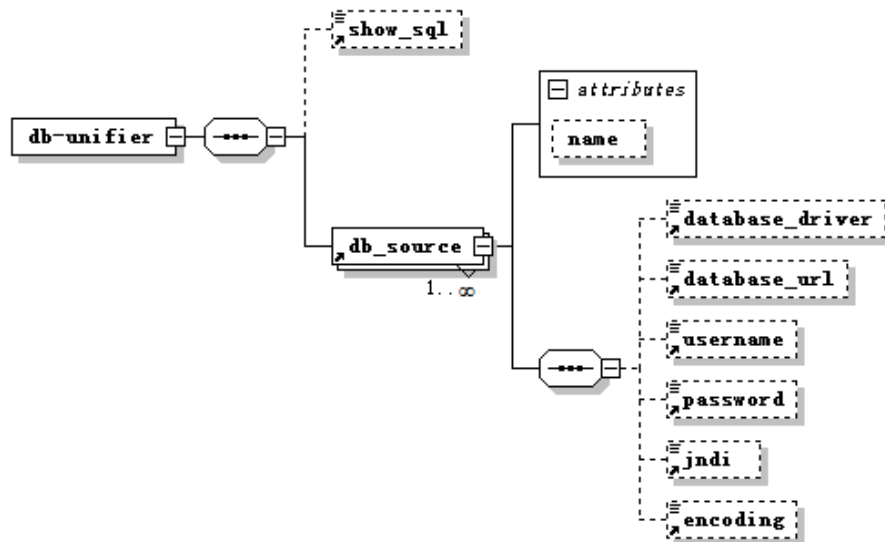 show_sql
attributes
name
db-unifier
db_source
1..∞
database_driver
database_url
username
password
jndi
encoding